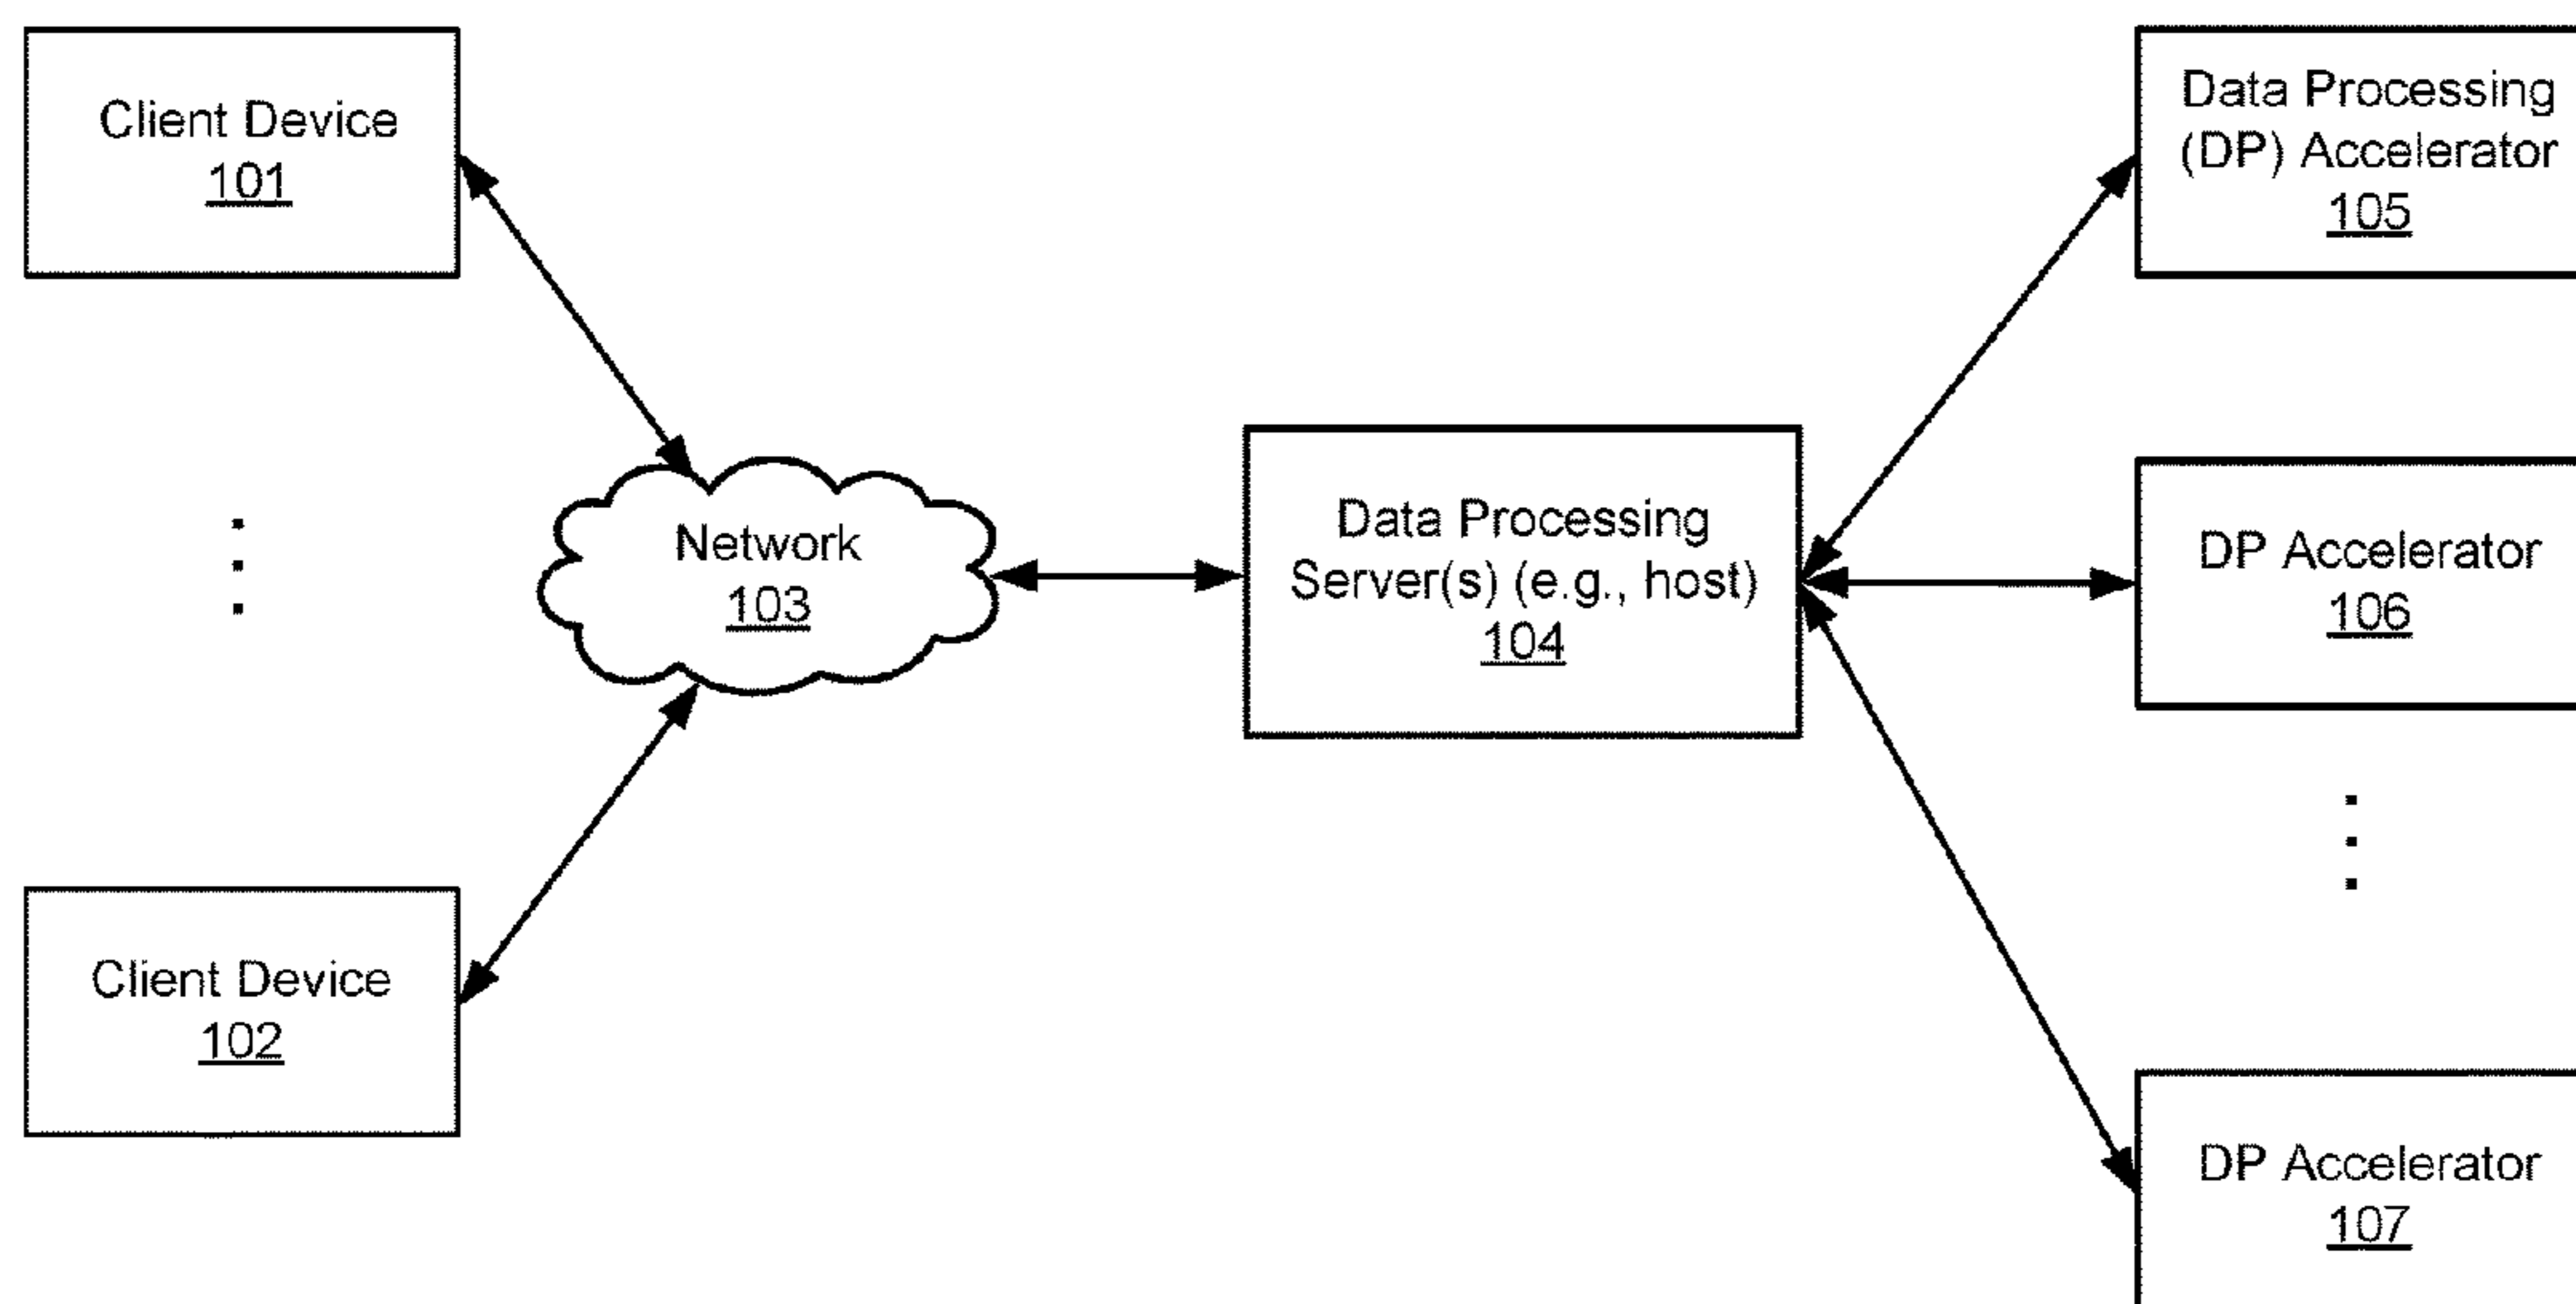 Client Device
101
Client Device
102
Network
103
Data Processing
Server(s) (e.g., host)
104
Data Processing
(DP) Accelerator
105
DP Accelerator
106
DP Accelerator
107